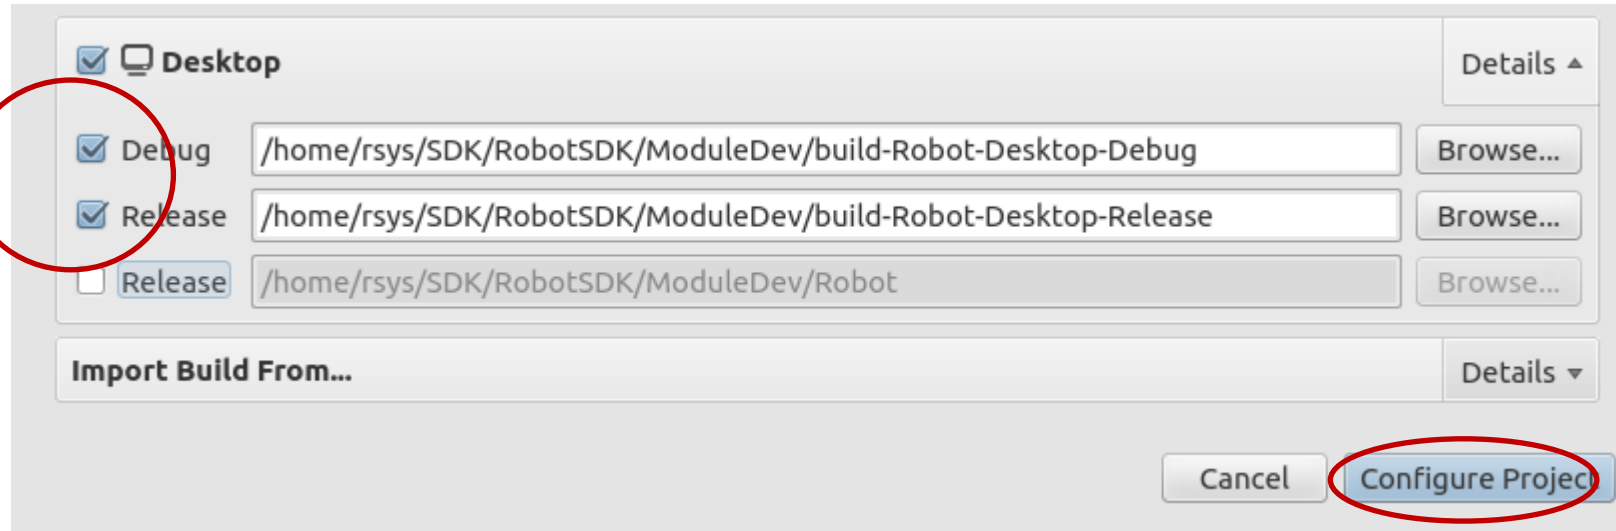 Desktop
Details
Debug /home/rsys/SDK/RobotSDK/ModuleDev/build-Robot-Desktop-Debug Browse...
Release /home/rsys/SDK/RobotSDK/ModuleDev/build-Robot-Desktop-Release Browse...
Release /home/rsys/SDK/RobotSDK/ModuleDev/Robot Browse...
Import Build From... Details
Cancel Configure Project